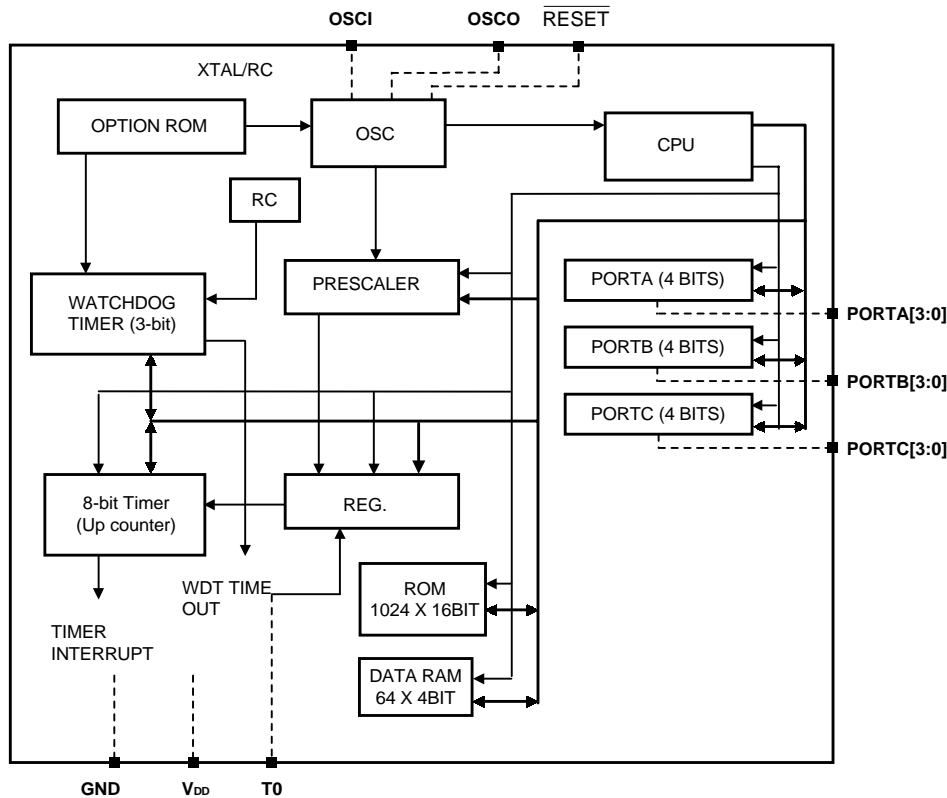 OSCI
OSCO
RESET
XTAL/RC
OPTION ROM
OSC
CPU
RC
WATCHDOG
TIMER (3-bit)
PRESCALER
PORTA (4 BITS)
PORTA[3:0]
PORTB (4 BITS)
PORTB[3:0]
PORTC (4 BITS)
PORTC[3:0]
8-bit Timer
(Up counter)
REG.
WDT TIME
OUT
ROM
1024 X 16BIT
TIMER
INTERRUPT
DATA RAM
64 X 4BIT
GND
VDD
T0